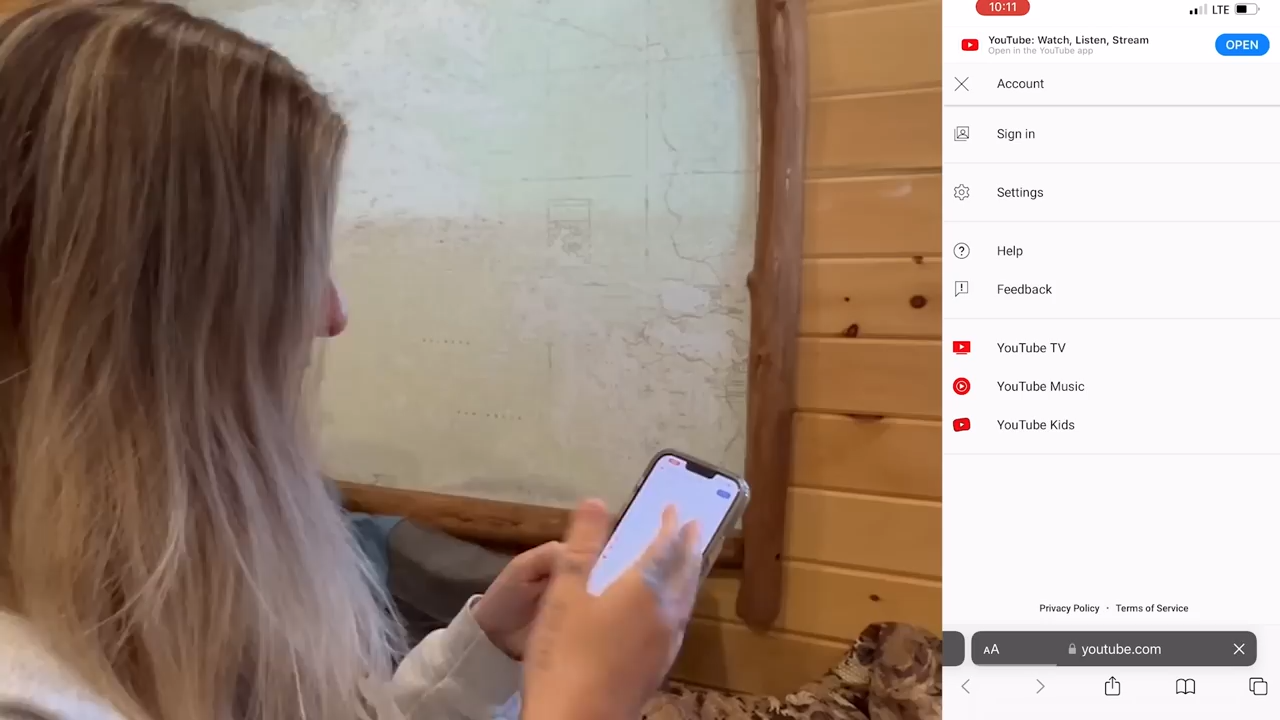 10:11
LTE
YouTube: Watch, Listen, Stream
Open in the YouTube app
OPEN
Account
Sign in
Settings
Help
Feedback
YouTube TV
YouTube Music
YouTube Kids
Privacy Policy • Terms of Service
AA
youtube.com